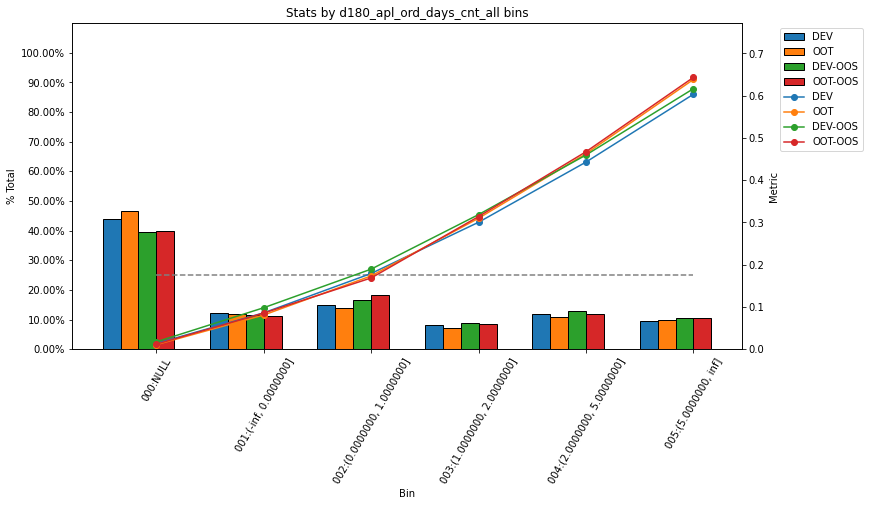 Stats by d180_apl_ord_days_cnt_all bins
100.00%
90.00%
80.00%
70.00%
60.00%
50.00%
40.00%
30.00%
20.00%
10.00%
0.00%
% Total
0.7
0.6
0.5
0.4
0.3
0.2
0.1
0.0
Metric
DEV
OOT
DEV-OOS
OOT-OOS
DEV
OOT
DEV-OOS
OOT-OOS
000:NULL
001:(-inf, 0.0000000]
002:(0.0000000, 1.0000000]
003:(1.0000000, 2.0000000]
004:(2.0000000, 5.0000000]
005:(5.0000000, inf]
Bin